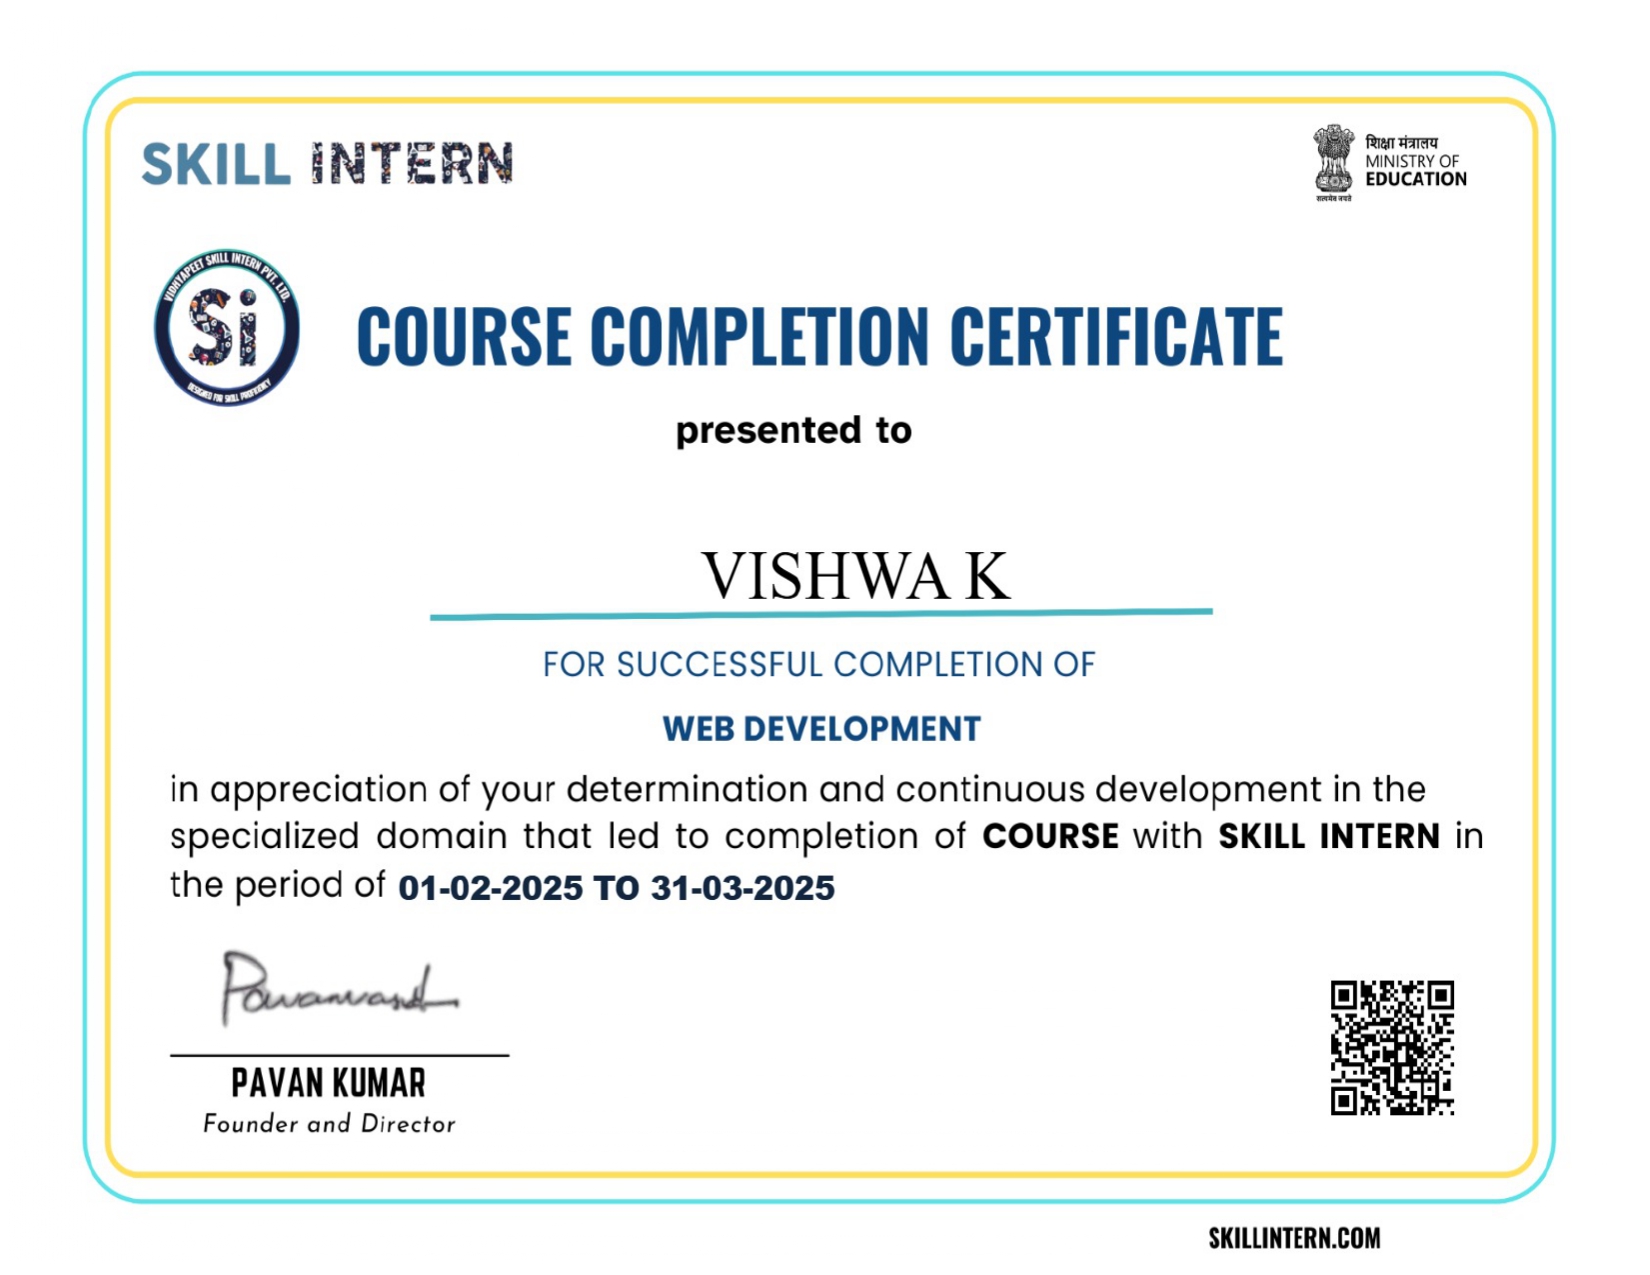 SKILL INTERN
शिक्षा मंत्रालय
MINISTRY OF
EDUCATION
सत्यमेव जयते
VIDHYAPEET SKILL INTERN PVT. LTD.
Si
DESIGNED FOR SKILL PROFICIENCY
COURSE COMPLETION CERTIFICATE
presented to
VISHWA K
FOR SUCCESSFUL COMPLETION OF
WEB DEVELOPMENT
in appreciation of your determination and continuous development in the
specialized domain that led to completion of COURSE with SKILL INTERN in
the period of 01-02-2025 TO 31-03-2025
PAVAN KUMAR
Founder and Director
SKILLINTERN.COM